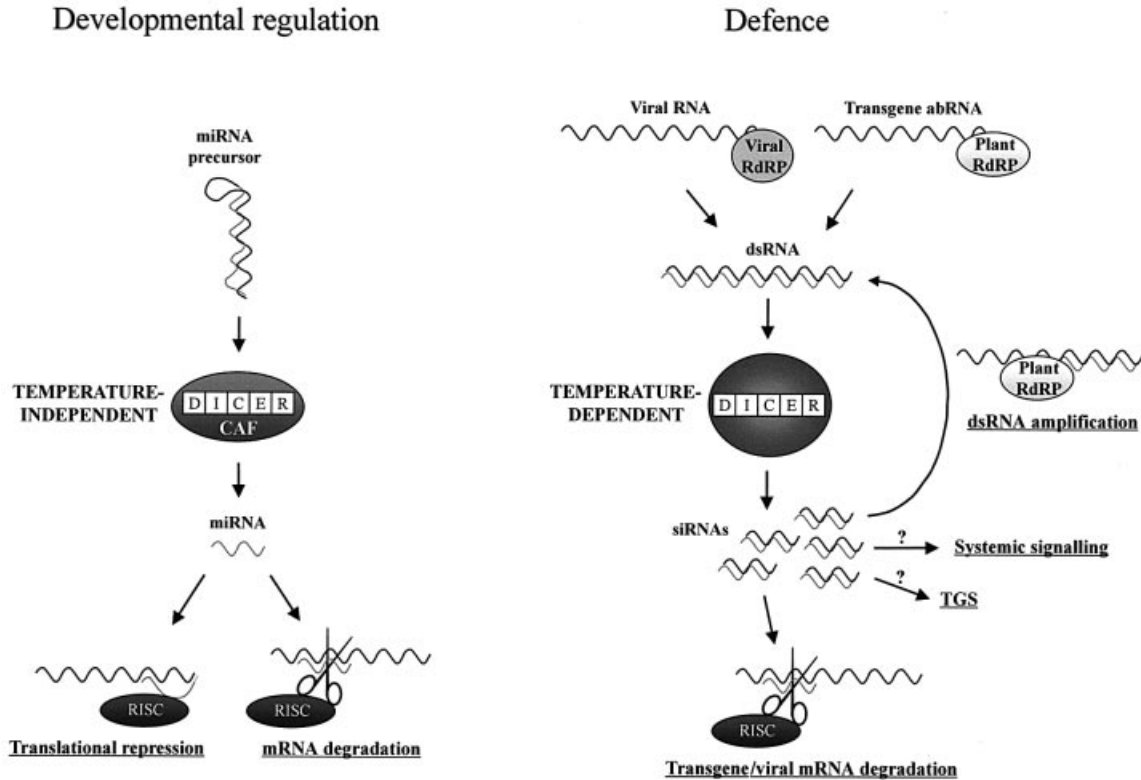 Developmental regulation
miRNA
precursor
TEMPERATURE-
INDEPENDENT
DICER
CAF
miRNA
RISC
Translational repression
RISC
mRNA degradation
Defence
Viral RNA
Viral
RdRP
Transgene abRNA
Plant
RdRP
dsRNA
TEMPERATURE-
DEPENDENT
DICER
Plant
RdRP
dsRNA amplification
siRNAs
?
Systemic signalling
?
TGS
RISC
Transgene/viral mRNA degradation